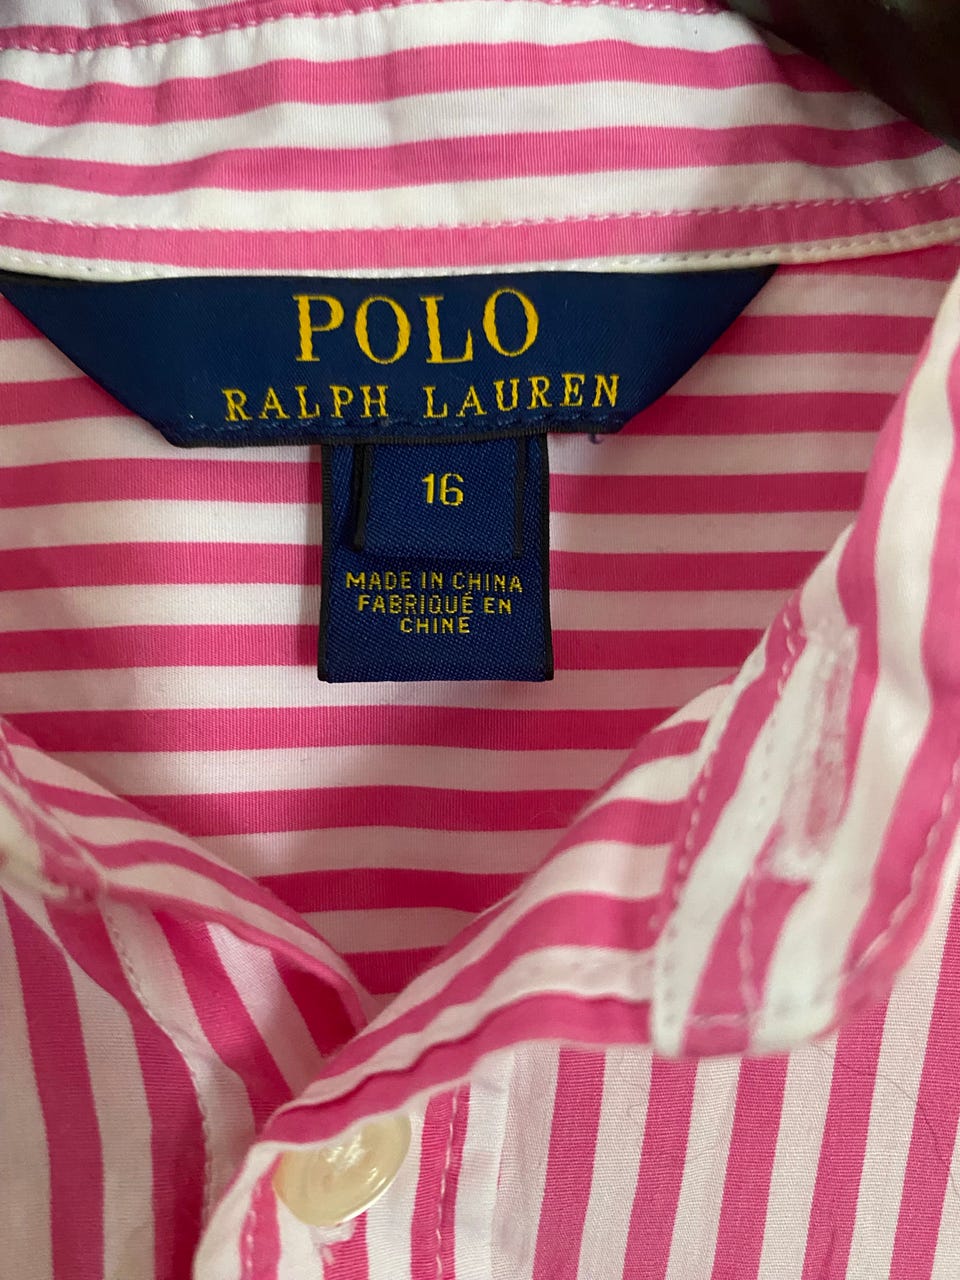 POLO
RALPH LAUREN
16
MADE IN CHINA
FABRIQUÉ EN
CHINE